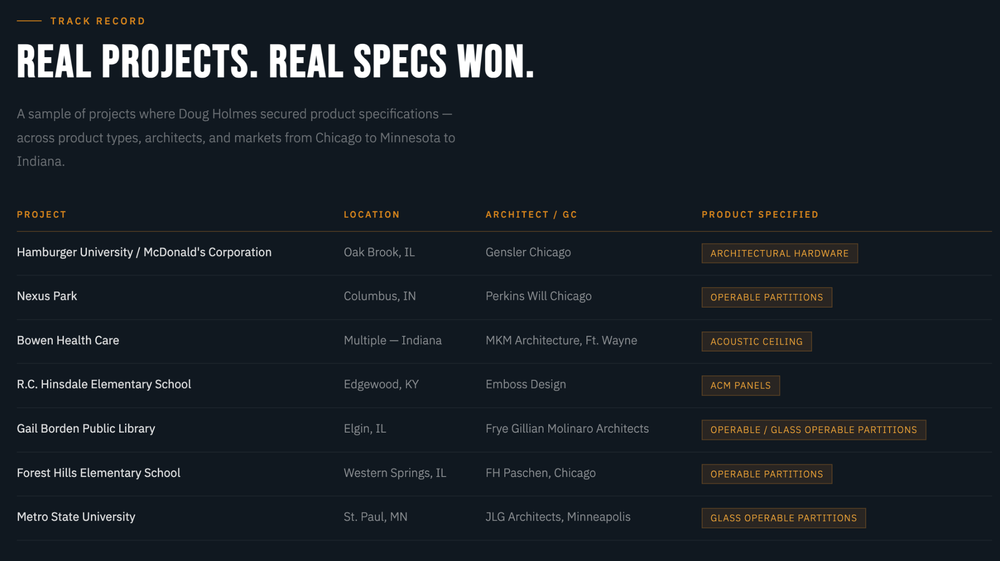 TRACK RECORD
REAL PROJECTS. REAL SPECS WON.
A sample of projects where Doug Holmes secured product specifications —
across product types, architects, and markets from Chicago to Minnesota to
Indiana.
PROJECT LOCATION ARCHITECT / GC PRODUCT SPECIFIED
Hamburger University / McDonald's Corporation Oak Brook, IL Gensler Chicago ARCHITECTURAL HARDWARE
Nexus Park Columbus, IN Perkins Will Chicago OPERABLE PARTITIONS
Bowen Health Care Multiple — Indiana MKM Architecture, Ft. Wayne ACOUSTIC CEILING
R.C. Hinsdale Elementary School Edgewood, KY Emboss Design ACM PANELS
Gail Borden Public Library Elgin, IL Frye Gillian Molinaro Architects OPERABLE / GLASS OPERABLE PARTITIONS
Forest Hills Elementary School Western Springs, IL FH Paschen, Chicago OPERABLE PARTITIONS
Metro State University St. Paul, MN JLG Architects, Minneapolis GLASS OPERABLE PARTITIONS